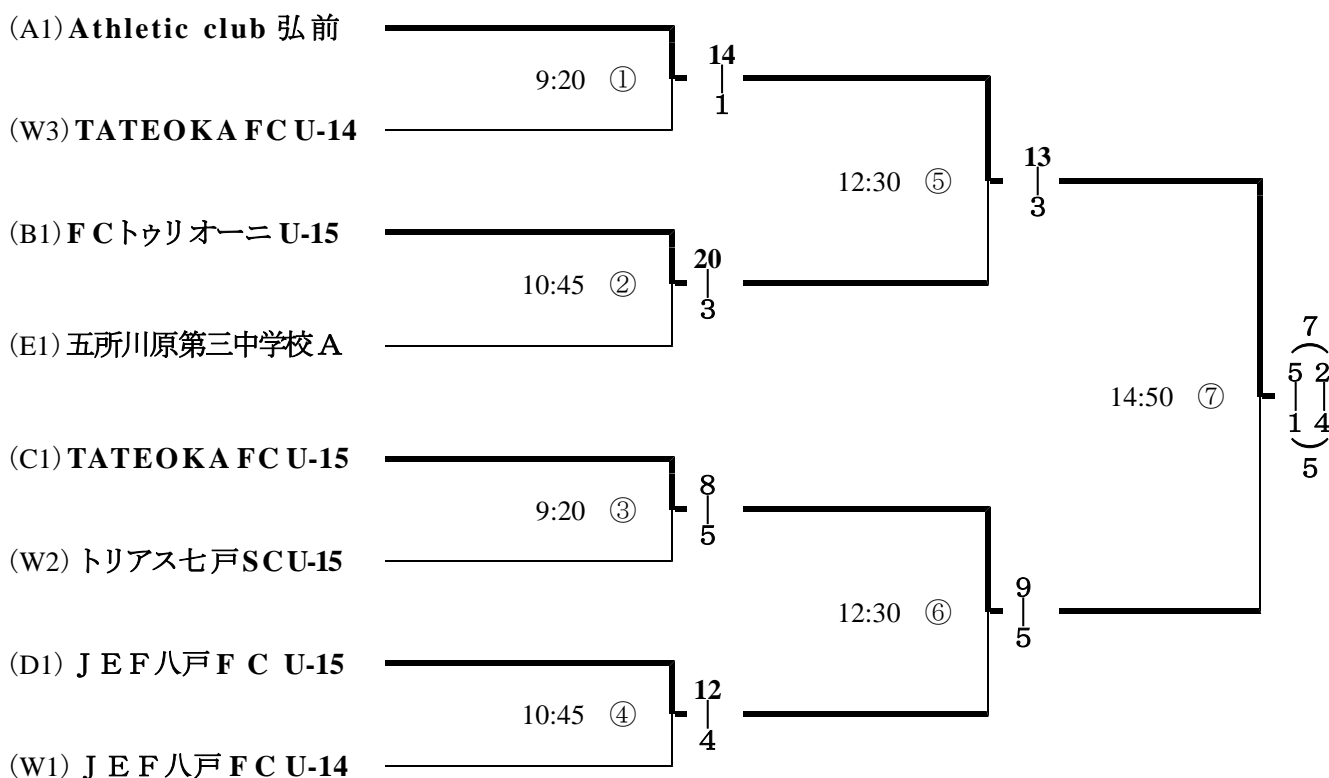 (A1) Athletic club 弘前
14
9:20 ①
1
(W3) TATEOKA FC U-14
13
12:30 ⑤
3
(B1) FCトゥリオーニ U-15
20
10:45 ②
3
(E1) 五所川原第三中学校A
7
5 2
14:50 ⑦
1 4
5
(C1) TATEOKA FC U-15
8
9:20 ③
5
(W2) トリアス七戸SCU-15
9
12:30 ⑥
5
(D1) JEF八戸FC U-15
12
10:45 ④
4
(W1) JEF八戸FC U-14